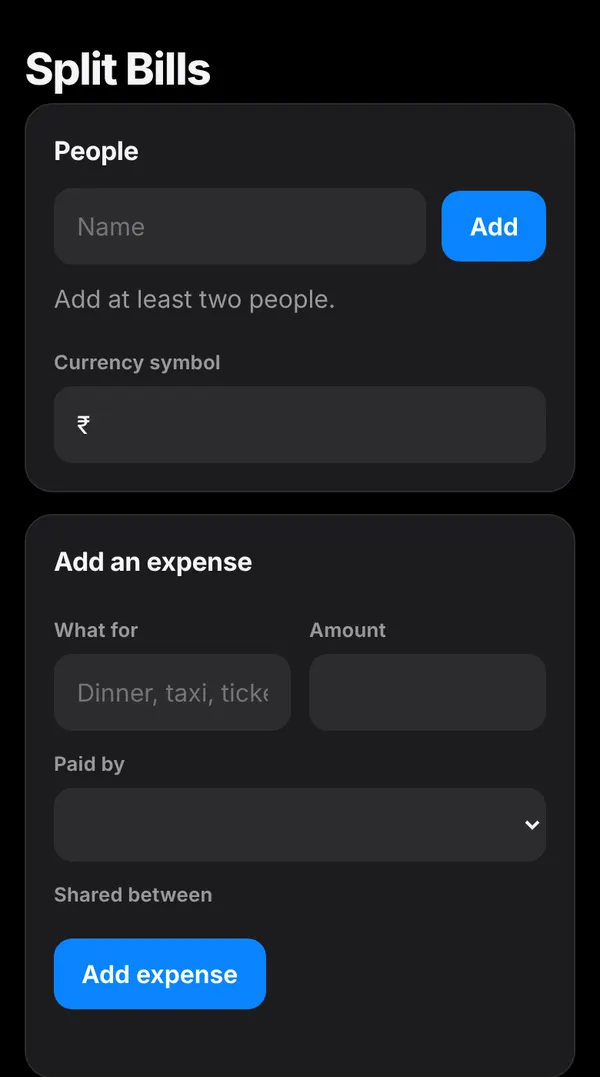 Split Bills
People
Name
Add
Add at least two people.
Currency symbol
₹
Add an expense
What for
Amount
Dinner, taxi, ticke
Paid by
Shared between
Add expense